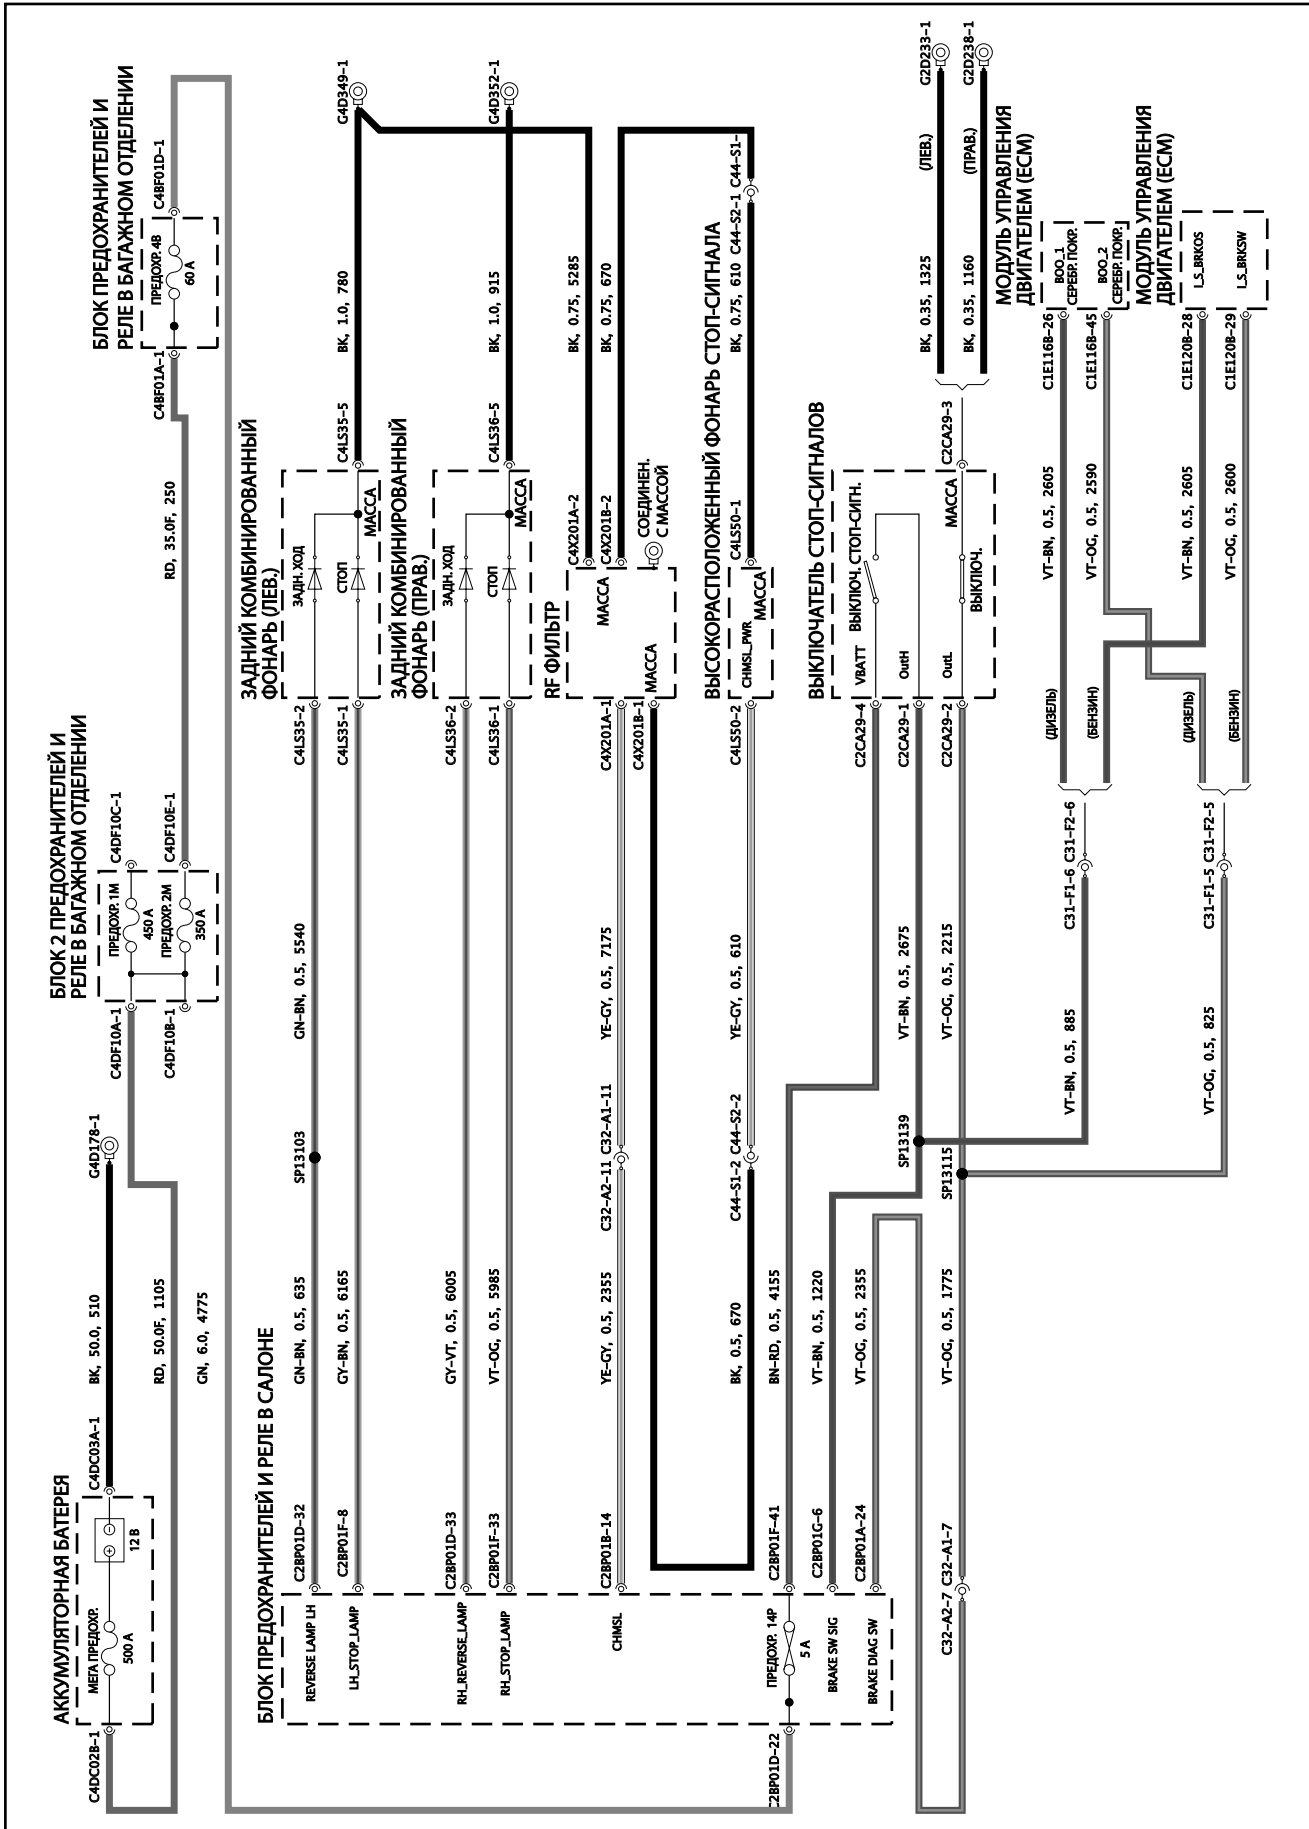 АККУМУЛЯТОРНАЯ БАТЕРЕЯ
C4DC02B-1
МЕГА ПРЕДОХР.
500 A
12 В
C4DC03A-1
BK, 50.0, 510
G4D178-1
RD, 50.0F, 1105
GN, 6.0, 4775
БЛОК 2 ПРЕДОХРАНИТЕЛЕЙ И
РЕЛЕ В БАГАЖНОМ ОТДЕЛЕНИИ
C4DF10A-1
C4DF10B-1
ПРЕДОХР. 1М
450 A
ПРЕДОХР. 2М
350 A
C4DF10C-1
C4DF10E-1
RD, 35.0F, 250
БЛОК ПРЕДОХРАНИТЕЛЕЙ И
РЕЛЕ В БАГАЖНОМ ОТДЕЛЕНИИ
C4BF01A-1
ПРЕДОХР. 4В
60 A
C4BF01D-1
БЛОК ПРЕДОХРАНИТЕЛЕЙ И РЕЛЕ В САЛОНЕ
REVERSE LAMP LH
LH_STOP_LAMP
RH_REVERSE_LAMP
RH_STOP_LAMP
CHMSL
ПРЕДОХР. 14Р
5 A
BRAKE SW SIG
BRAKE DIAG SW
C2BP01D-22
C2BP01D-32
C2BP01F-8
C2BP01D-33
C2BP01F-33
C2BP01B-14
C2BP01F-41
C2BP01G-6
C2BP01A-24
C32-A2-7
C32-A1-7
GN-BN, 0.5, 635
GY-BN, 0.5, 6165
GY-VT, 0.5, 6005
VT-OG, 0.5, 5985
YE-GY, 0.5, 2355
BK, 0.5, 670
BN-RD, 0.5, 4155
VT-BN, 0.5, 1220
VT-OG, 0.5, 2355
VT-OG, 0.5, 1775
SP13103
C32-A2-11
C32-A1-11
C44-S1-2
C44-S2-2
SP13139
SP13115
GN-BN, 0.5, 5540
YE-GY, 0.5, 7175
YE-GY, 0.5, 610
VT-BN, 0.5, 2675
VT-OG, 0.5, 2215
VT-BN, 0.5, 885
VT-OG, 0.5, 825
C31-F1-6
C31-F2-6
C31-F1-5
C31-F2-5
ЗАДНИЙ КОМБИНИРОВАННЫЙ
ФОНАРЬ (ЛЕВ.)
C4LS35-2
C4LS35-1
ЗАДН. ХОД
СТОП
МАССА
C4LS35-5
BK, 1.0, 780
G4D349-1
ЗАДНИЙ КОМБИНИРОВАННЫЙ
ФОНАРЬ (ПРАВ.)
C4LS36-2
C4LS36-1
ЗАДН. ХОД
СТОП
МАССА
C4LS36-5
BK, 1.0, 915
G4D352-1
RF ФИЛЬТР
C4X201A-1
C4X201B-1
МАССА
МАССА
C4X201A-2
C4X201B-2
СОЕДИНЕН.
С МАССОЙ
BK, 0.75, 5285
BK, 0.75, 670
ВЫСОКОРАСПОЛОЖЕННЫЙ ФОНАРЬ СТОП-СИГНАЛА
C4LS50-2
CHMSL_PWR
МАССА
C4LS50-1
BK, 0.75, 610
C44-S2-1
C44-S1-
ВЫКЛЮЧАТЕЛЬ СТОП-СИГНАЛОВ
C2CA29-4
C2CA29-1
C2CA29-2
VBATT
OutH
OutL
ВЫКЛЮЧ. СТОП-СИГН.
ВЫКЛЮЧ.
МАССА
C2CA29-3
BK, 0.35, 1325
BK, 0.35, 1160
(ЛЕВ.)
(ПРАВ.)
G2D233-1
G2D238-1
(ДИЗЕЛЬ)
(БЕНЗИН)
(ДИЗЕЛЬ)
(БЕНЗИН)
VT-BN, 0.5, 2605
VT-OG, 0.5, 2590
VT-BN, 0.5, 2605
VT-OG, 0.5, 2600
C1E116B-26
C1E116B-45
C1E120B-28
C1E120B-29
МОДУЛЬ УПРАВЛЕНИЯ
ДВИГАТЕЛЕМ (ECM)
BOO_1
СЕРЕБР. ПОКР.
BOO_2
СЕРЕБР. ПОКР.
МОДУЛЬ УПРАВЛЕНИЯ
ДВИГАТЕЛЕМ (ECM)
I_S_BRKOS
I_S_BRKSW